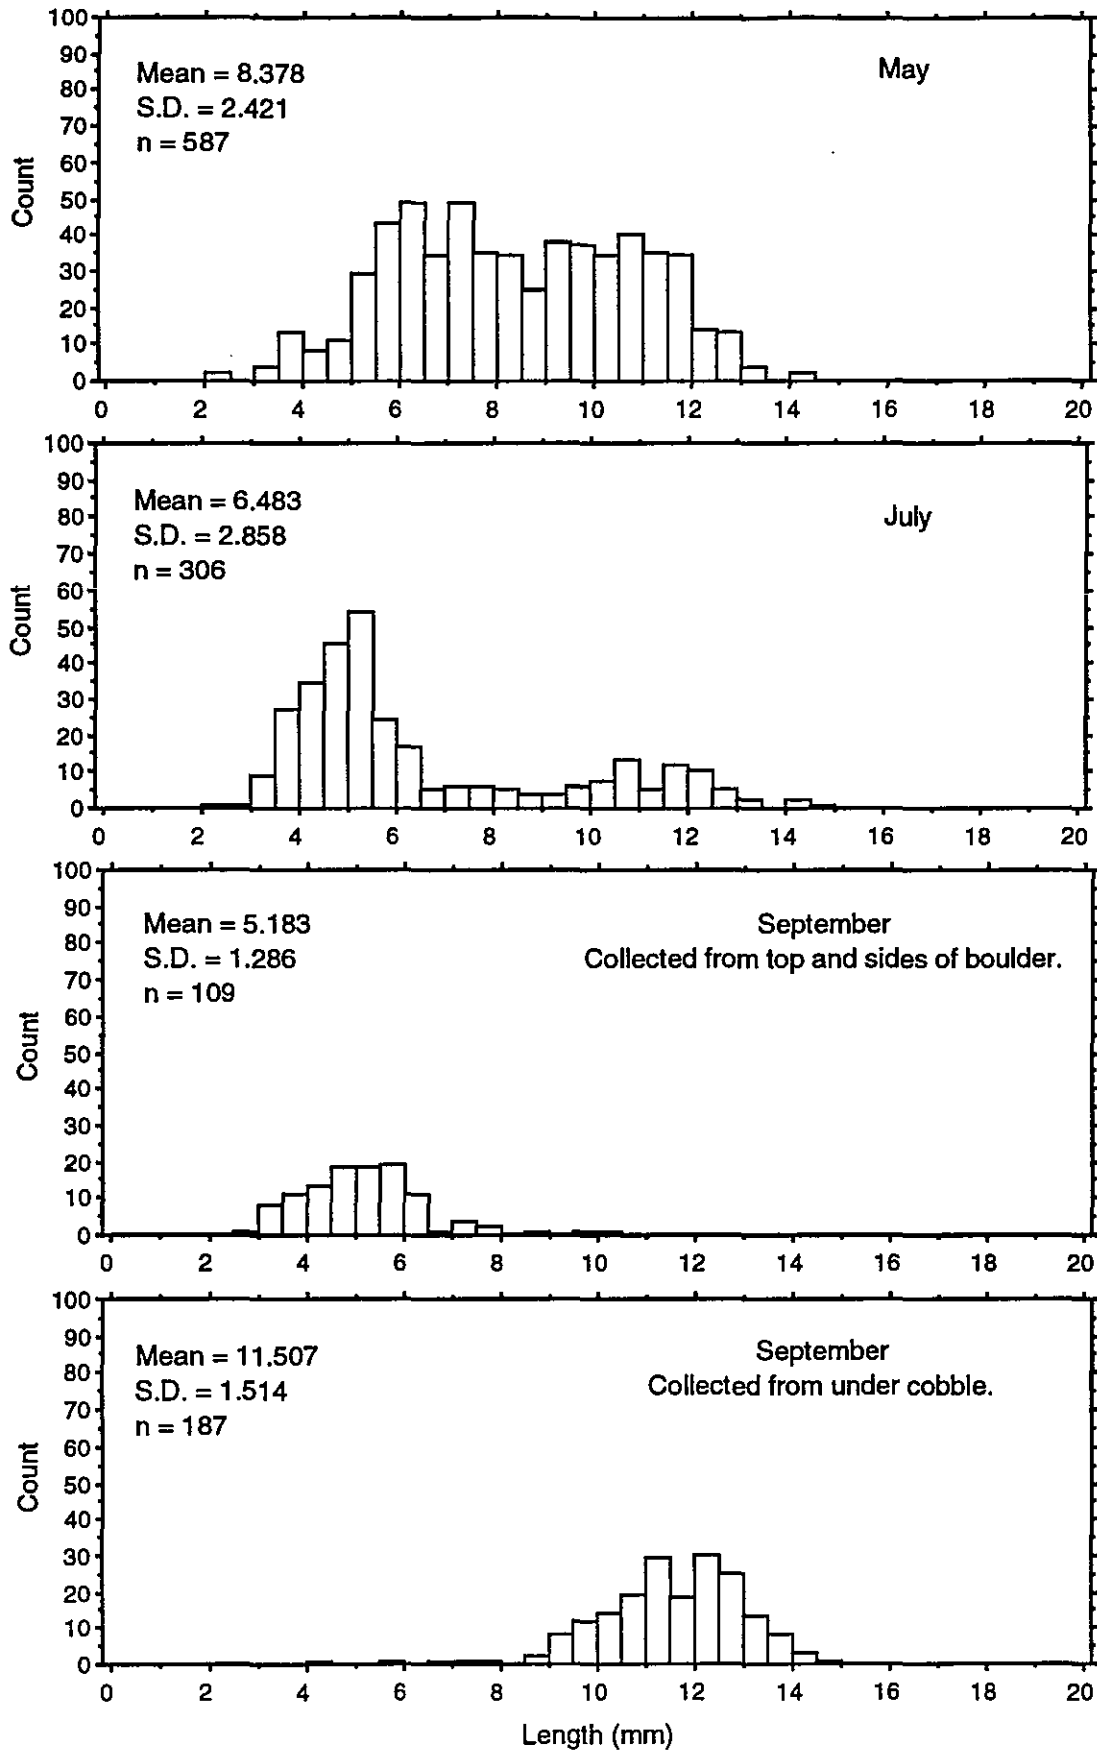 100
90
80
70
60
50
40
30
20
10
0
Count
Mean = 8.378
S.D. = 2.421
n = 587
May
0 2 4 6 8 10 12 14 16 18 20
100
90
80
70
60
50
40
30
20
10
0
Count
Mean = 6.483
S.D. = 2.858
n = 306
July
0 2 4 6 8 10 12 14 16 18 20
100
90
80
70
60
50
40
30
20
10
0
Count
Mean = 5.183
S.D. = 1.286
n = 109
September
Collected from top and sides of boulder.
0 2 4 6 8 10 12 14 16 18 20
100
90
80
70
60
50
40
30
20
10
0
Count
Mean = 11.507
S.D. = 1.514
n = 187
September
Collected from under cobble.
0 2 4 6 8 10 12 14 16 18 20
Length (mm)